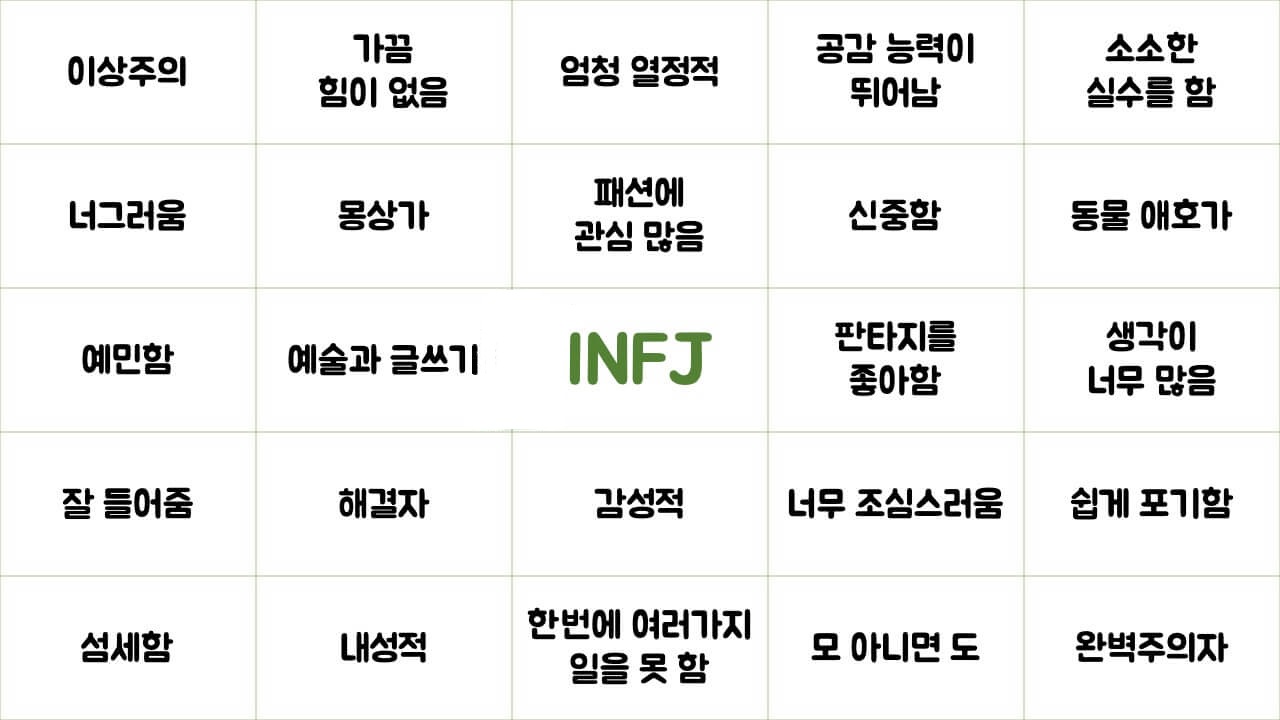 이상주의
가끔
힘이 없음
엄청 열정적
공감 능력이
뛰어남
소소한
실수를 함
너그러움
몽상가
패션에
관심 많음
신중함
동물 애호가
예민함
예술과 글쓰기
INFJ
판타지를
좋아함
생각이
너무 많음
잘 들어줌
해결자
감성적
너무 조심스러움
쉽게 포기함
섬세함
내성적
한번에 여러가지
일을 못 함
모 아니면 도
완벽주의자